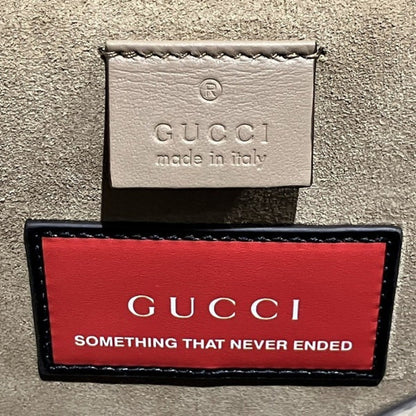 ®
GUCCI
made in italy
GUCCI
SOMETHING THAT NEVER ENDED